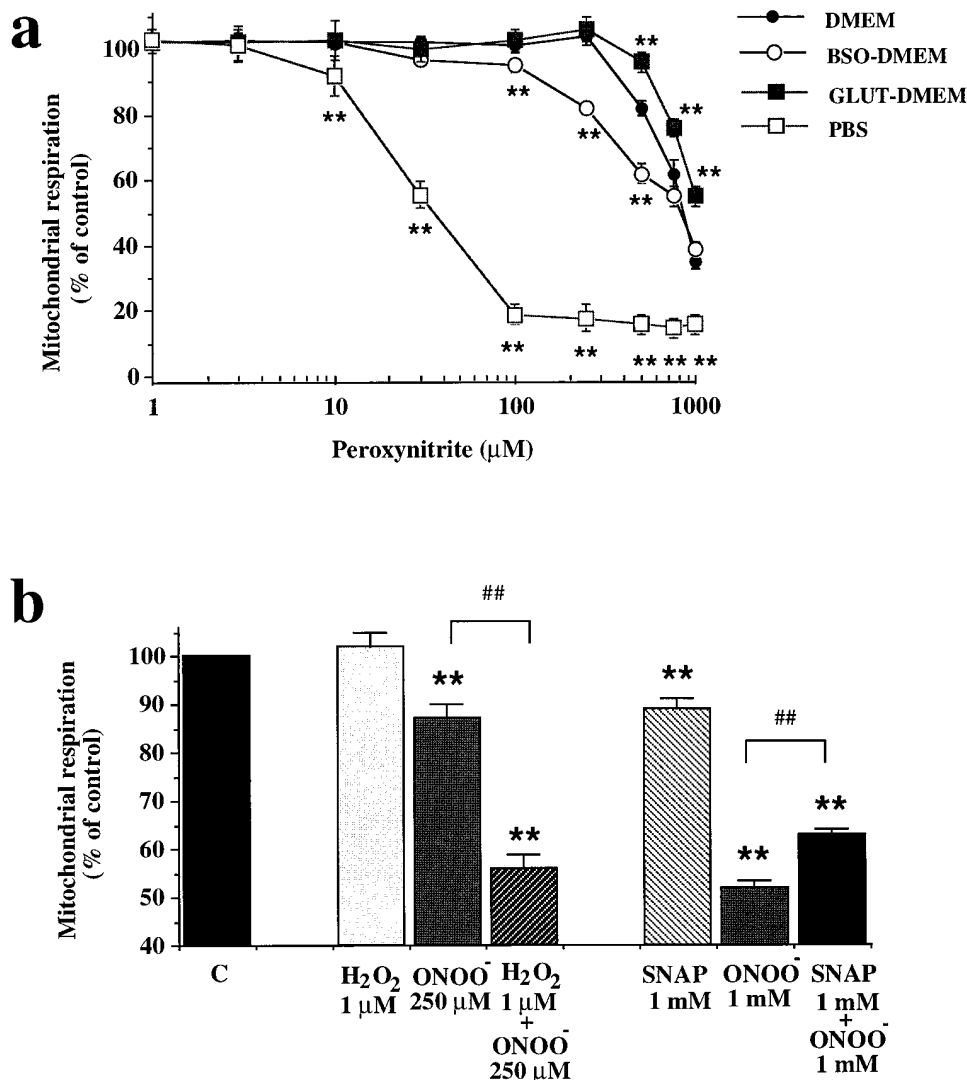 a
DMEM
BSO-DMEM
GLUT-DMEM
PBS
Mitochondrial respiration
(% of control)
100
80
60
40
20
0
**
**
**
**
**
**
**
**
**
**
**
** ** **
1
10
100
1000
Peroxynitrite (μM)
b
Mitochondrial respiration
(% of control)
100
90
80
70
60
50
40
##
**
**
**
##
**
**
C
H2O2
1 μM
ONOO-
250 μM
H2O2
1 μM
+
ONOO-
250 μM
SNAP
1 mM
ONOO-
1 mM
SNAP
1 mM
+
ONOO-
1 mM